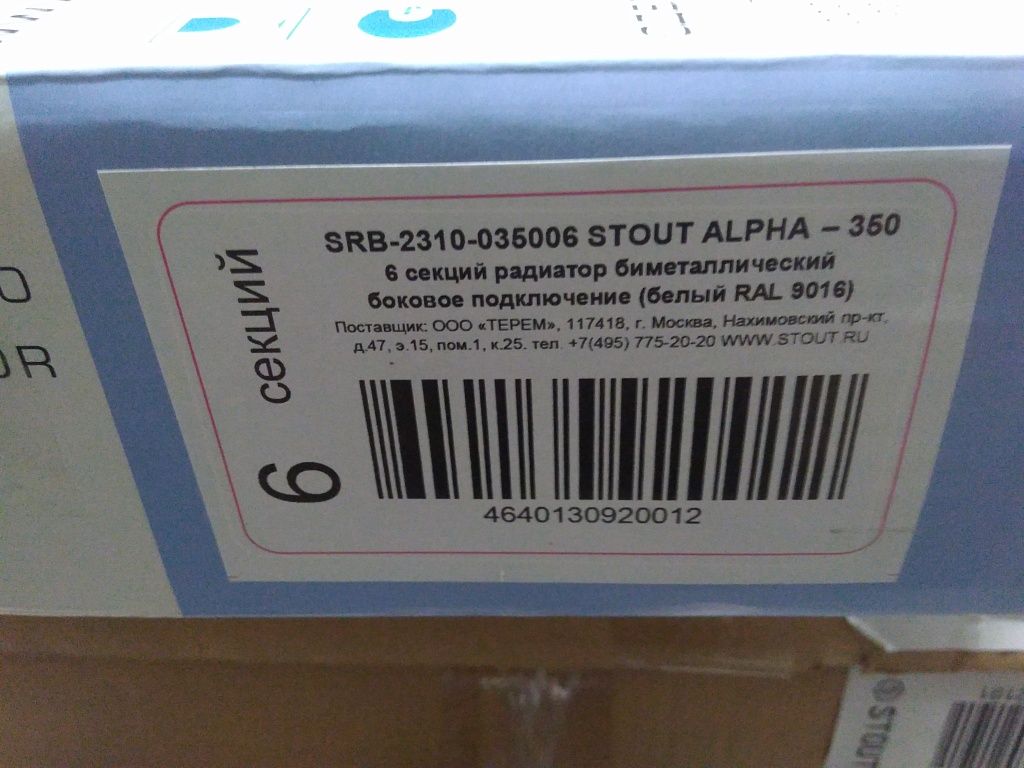 SRB-2310-035006 STOUT ALPHA – 350
6 секций радиатор биметаллический
боковое подключение (белый RAL 9016)
Поставщик: ООО «ТЕРЕМ», 117418, г. Москва, Нахимовский пр-кт,
д.47, э.15, пом.1, к.25. тел. +7(495) 775-20-20 WWW.STOUT.RU
6 секций
4640130920012
STOUT